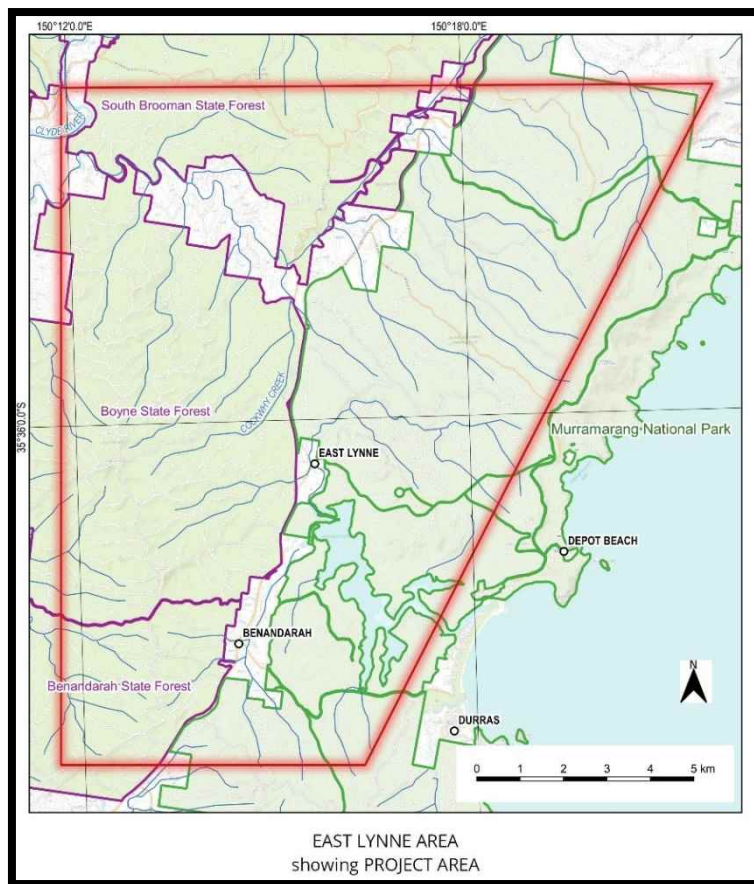 150°12'0.0"E
150°18'0.0"E
South Brooman State Forest
CLYDE RIVER
35°36'0.0"S
Boyne State Forest
COCKWHY CREEK
Murramarang National Park
EAST LYNNE
DEPOT BEACH
BENANDARAH
Benandarah State Forest
N
DURRAS
0 1 2 3 4 5 km
EAST LYNNE AREA
showing PROJECT AREA